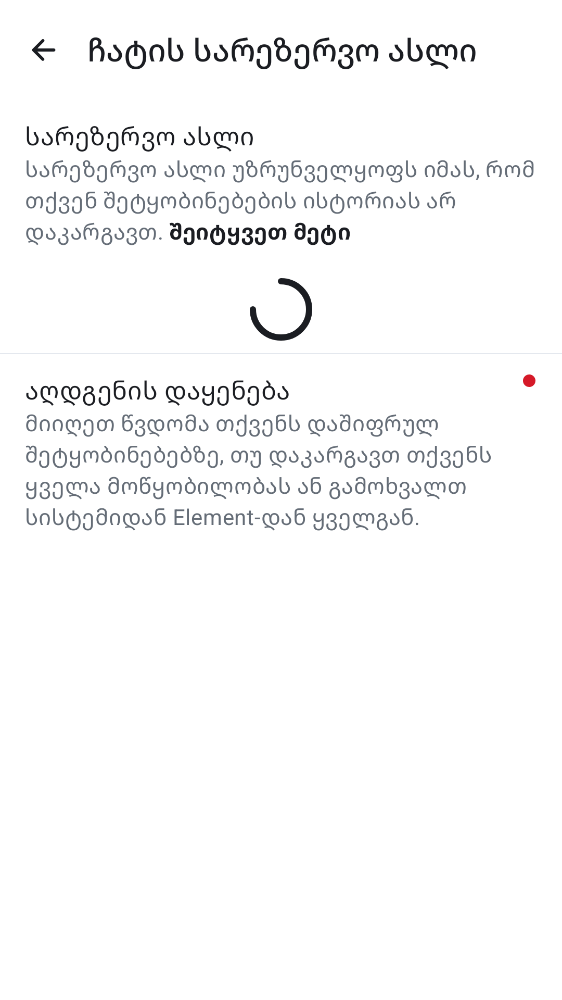 ჩატის სარეზერვო ასლი
სარეზერვო ასლი
სარეზერვო ასლი უზრუნველყოფს იმას, რომ
თქვენ შეტყობინებების ისტორიას არ
დაკარგავთ. შეიტყვეთ მეტი
აღდგენის დაყენება
მიიღეთ წვდომა თქვენს დაშიფრულ
შეტყობინებებზე, თუ დაკარგავთ თქვენს
ყველა მოწყობილობას ან გამოხვალთ
სისტემიდან Element-დან ყველგან.